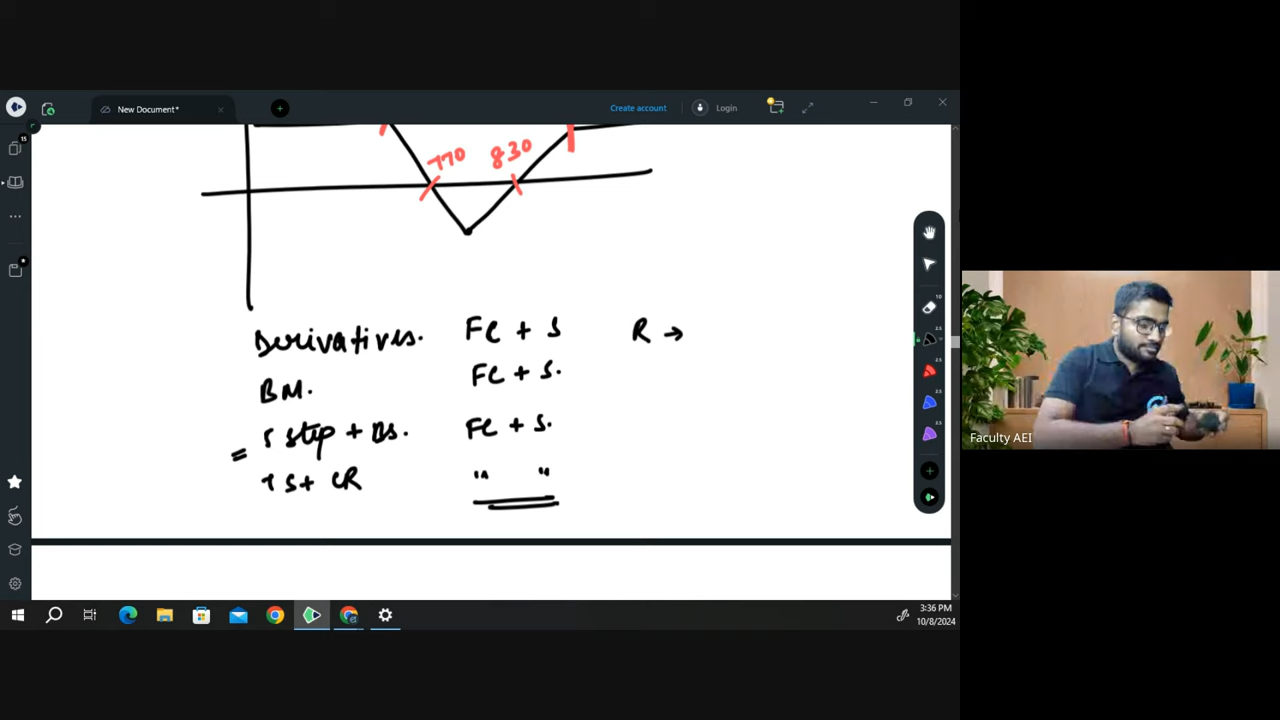 New Document*
Create account
Login
770
830
Derivatives. FC + S R →
BM. FC + S.
1 step + BS. FC + S.
= 1 S + CR " "
Faculty AEI
3:36 PM
10/8/2024